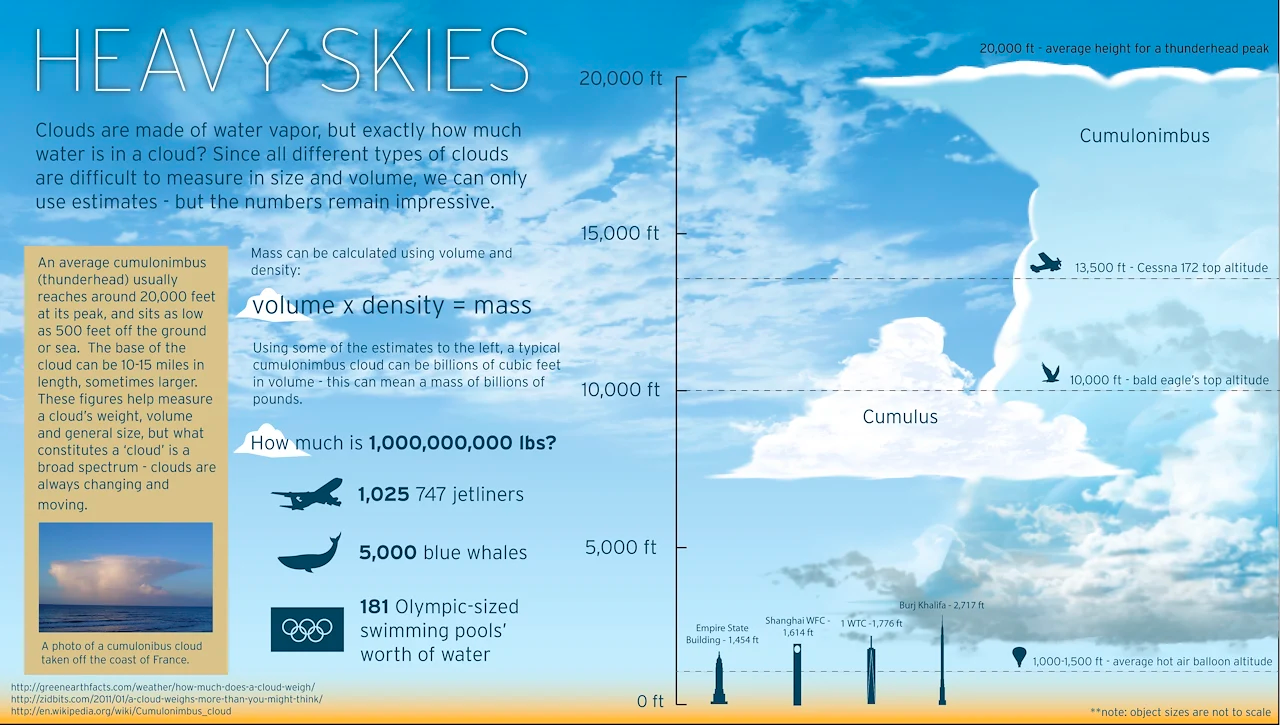 HEAVY SKIES
Clouds are made of water vapor, but exactly how much
water is in a cloud? Since all different types of clouds
are difficult to measure in size and volume, we can only
use estimates - but the numbers remain impressive.
An average cumulonimbus
(thunderhead) usually
reaches around 20,000 feet
at its peak, and sits as low
as 500 feet off the ground
or sea. The base of the
cloud can be 10-15 miles in
length, sometimes larger.
These figures help measure
a cloud's weight, volume
and general size, but what
constitutes a 'cloud' is a
broad spectrum - clouds are
always changing and
moving.
A photo of a cumulonibus cloud
taken off the coast of France.
Mass can be calculated using volume and
density:
volume x density = mass
Using some of the estimates to the left, a typical
cumulonimbus cloud can be billions of cubic feet
in volume - this can mean a mass of billions of
pounds.
How much is 1,000,000,000 lbs?
1,025 747 jetliners
5,000 blue whales
181 Olympic-sized
swimming pools'
worth of water
http://greenearthfacts.com/weather/how-much-does-a-cloud-weigh/
http://zidbits.com/2011/01/a-cloud-weighs-more-than-you-might-think/
http://en.wikipedia.org/wiki/Cumulonimbus_cloud
20,000 ft
15,000 ft
10,000 ft
5,000 ft
0 ft
20,000 ft - average height for a thunderhead peak
Cumulonimbus
13,500 ft - Cessna 172 top altitude
10,000 ft - bald eagle's top altitude
Cumulus
Empire State
Building - 1,454 ft
Shanghai WFC -
1,614 ft
1 WTC -1,776 ft
Burj Khalifa - 2,717 ft
1,000-1,500 ft - average hot air balloon altitude
**note: object sizes are not to scale